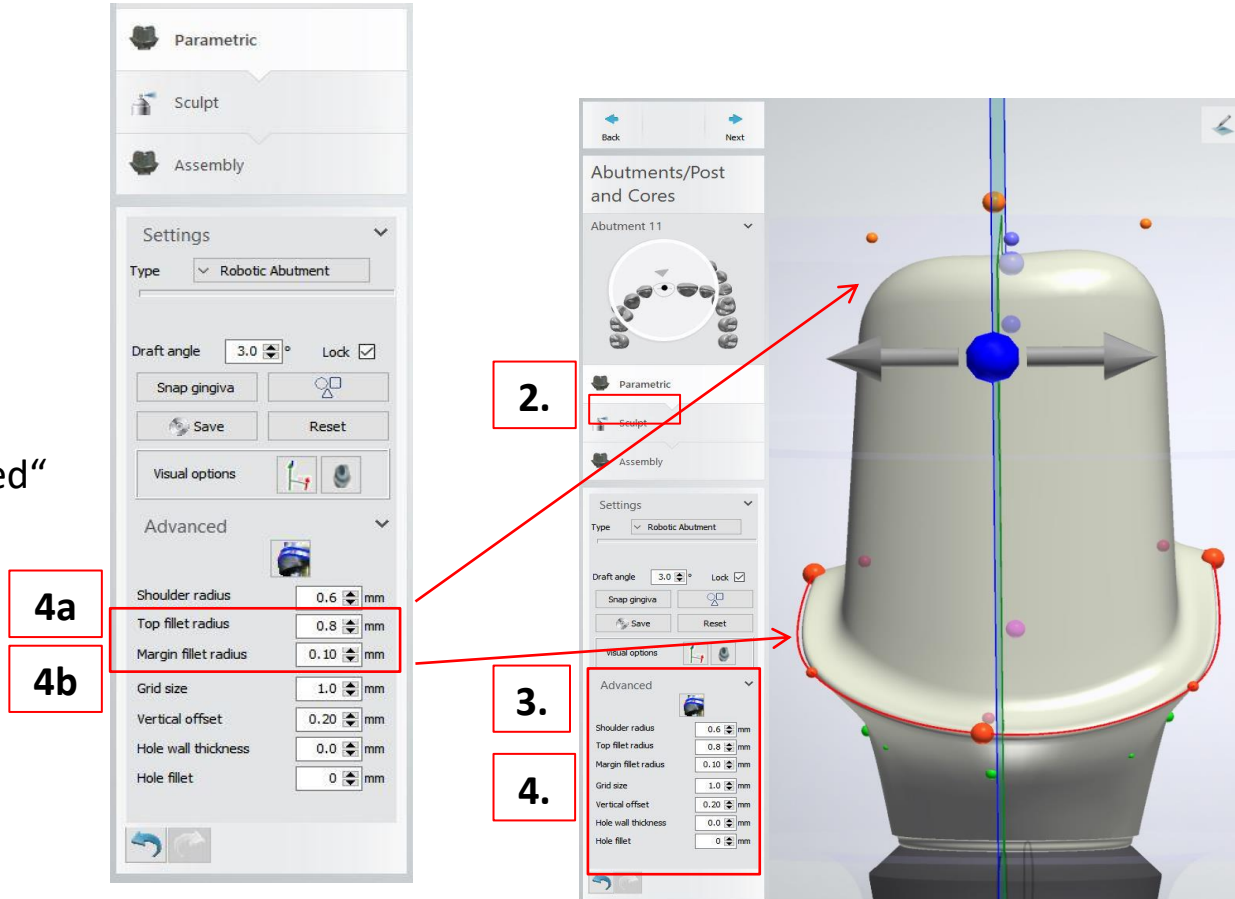 Parametric
Sculpt
Assembly
Settings
Type Robotic Abutment
Draft angle 3.0 ° Lock
Snap gingiva
Save Reset
Visual options
ed“
Advanced
4a
4b
Shoulder radius 0.6 mm
Top fillet radius 0.8 mm
Margin fillet radius 0.10 mm
Grid size 1.0 mm
Vertical offset 0.20 mm
Hole wall thickness 0.0 mm
Hole fillet 0 mm
Back Next
Abutments/Post
and Cores
Abutment 11
2.
Parametric
Sculpt
Assembly
Settings
Type Robotic Abutment
Draft angle 3.0 ° Lock
Snap gingiva
Save Reset
Visual options
3.
4.
Advanced
Shoulder radius 0.6 mm
Top fillet radius 0.8 mm
Margin fillet radius 0.10 mm
Grid size 1.0 mm
Vertical offset 0.20 mm
Hole wall thickness 0.0 mm
Hole fillet 0 mm